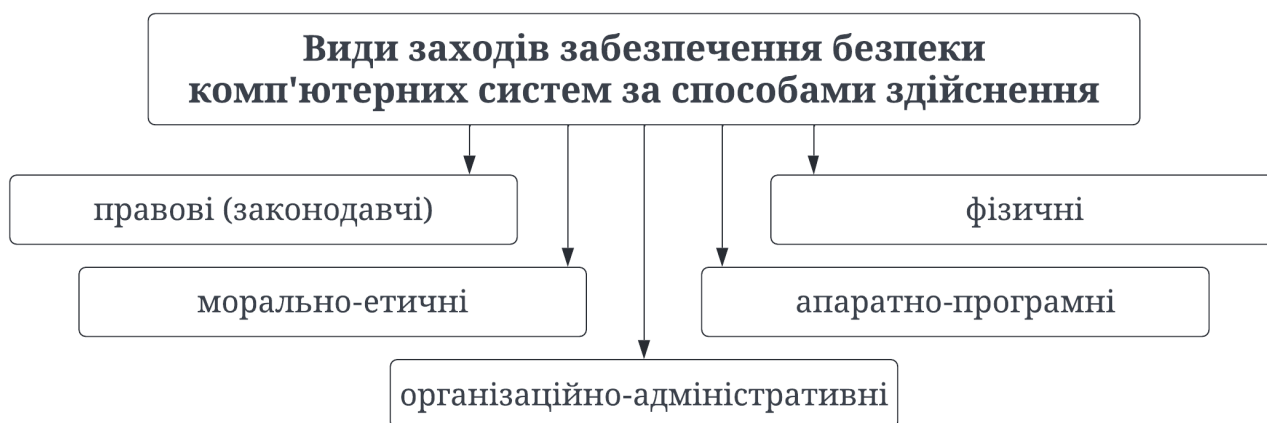 Види заходів забезпечення безпеки
комп'ютерних систем за способами здійснення
правові (законодавчі)
фізичні
морально-етичні
апаратно-програмні
організаційно-адміністративні